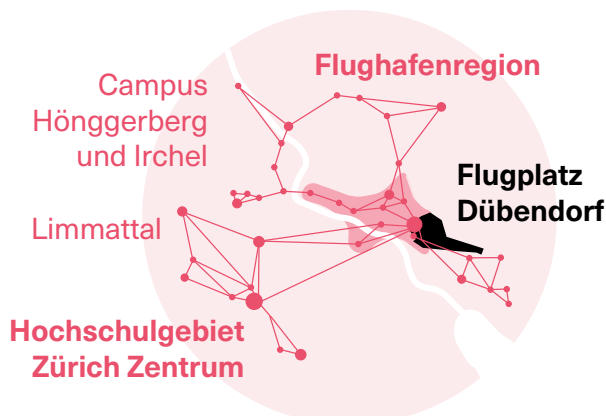 Flughafenregion
Campus
Hönggerberg
und Irchel
Flugplatz
Dübendorf
Limmattal
Hochschulgebiet
Zürich Zentrum